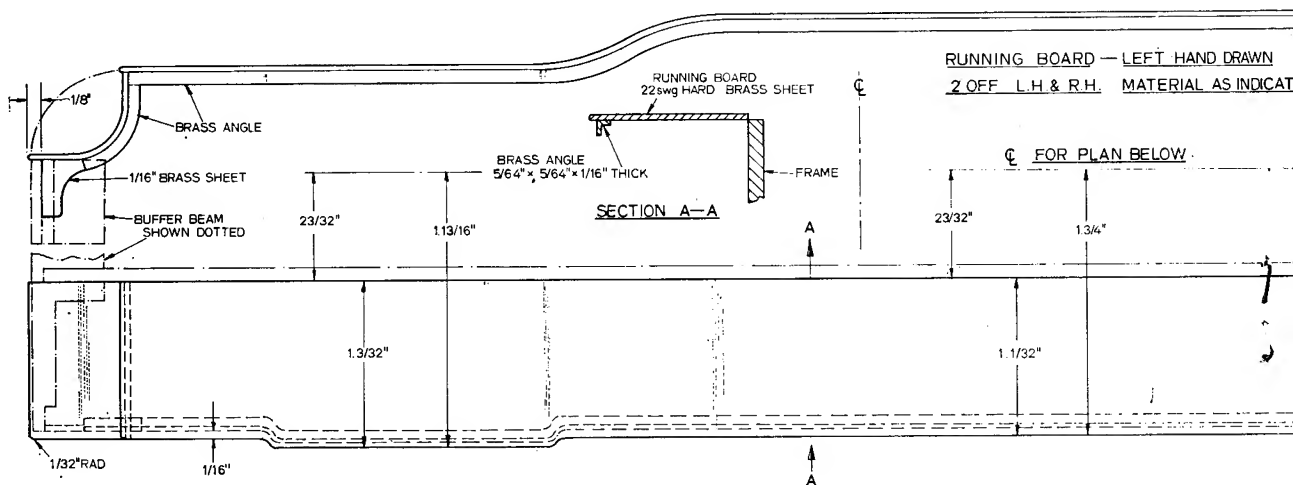 RUNNING BOARD — LEFT HAND DRAWN
2 OFF L.H. & R.H. MATERIAL AS INDICAT
RUNNING BOARD
22swg HARD BRASS SHEET
℄
1/8"
BRASS ANGLE
BRASS ANGLE
5/64" × 5/64" × 1/16" THICK
FRAME
℄ FOR PLAN BELOW
1/16" BRASS SHEET
SECTION A—A
BUFFER BEAM
SHOWN DOTTED
23/32"
1.13/16"
A
23/32"
1.3/4"
1.3/32"
1.1/32"
1/32" RAD
1/16"
A